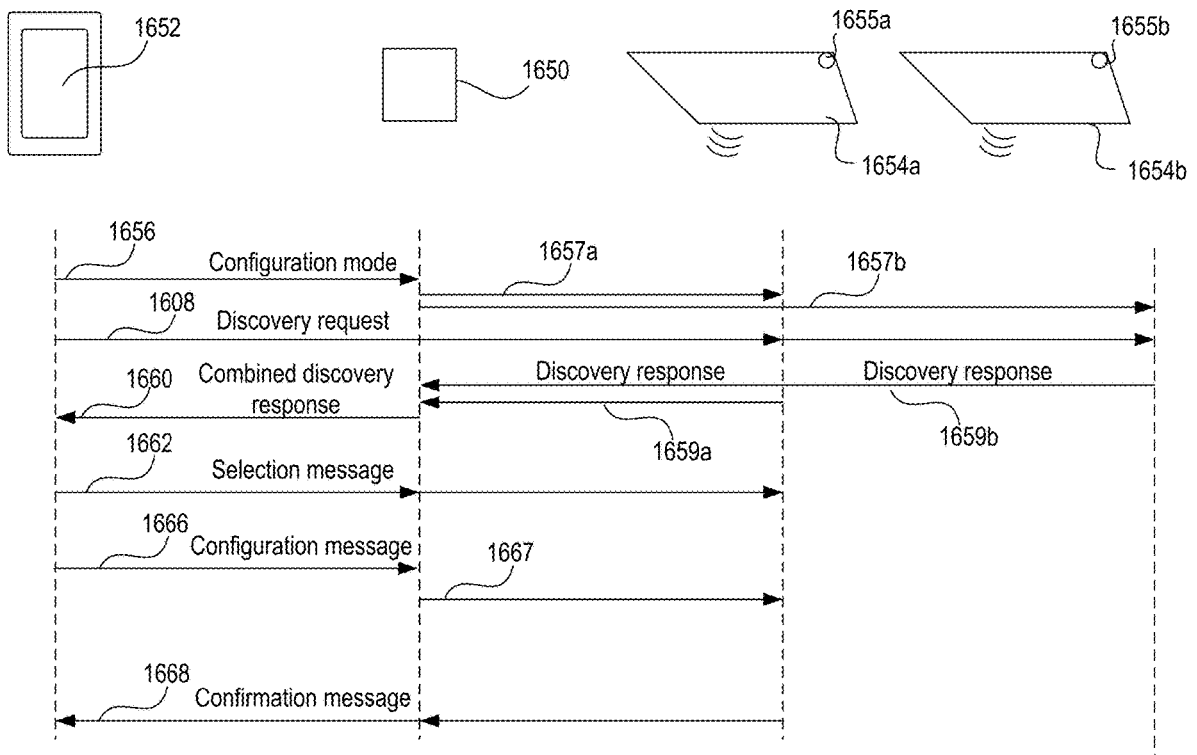 1652
1650
1655a
1654a
1655b
1654b
1656
Configuration mode
1657a
1657b
1608
Discovery request
1660
Combined discovery
response
Discovery response
Discovery response
1659a
1659b
1662
Selection message
1666
Configuration message
1667
1668
Confirmation message